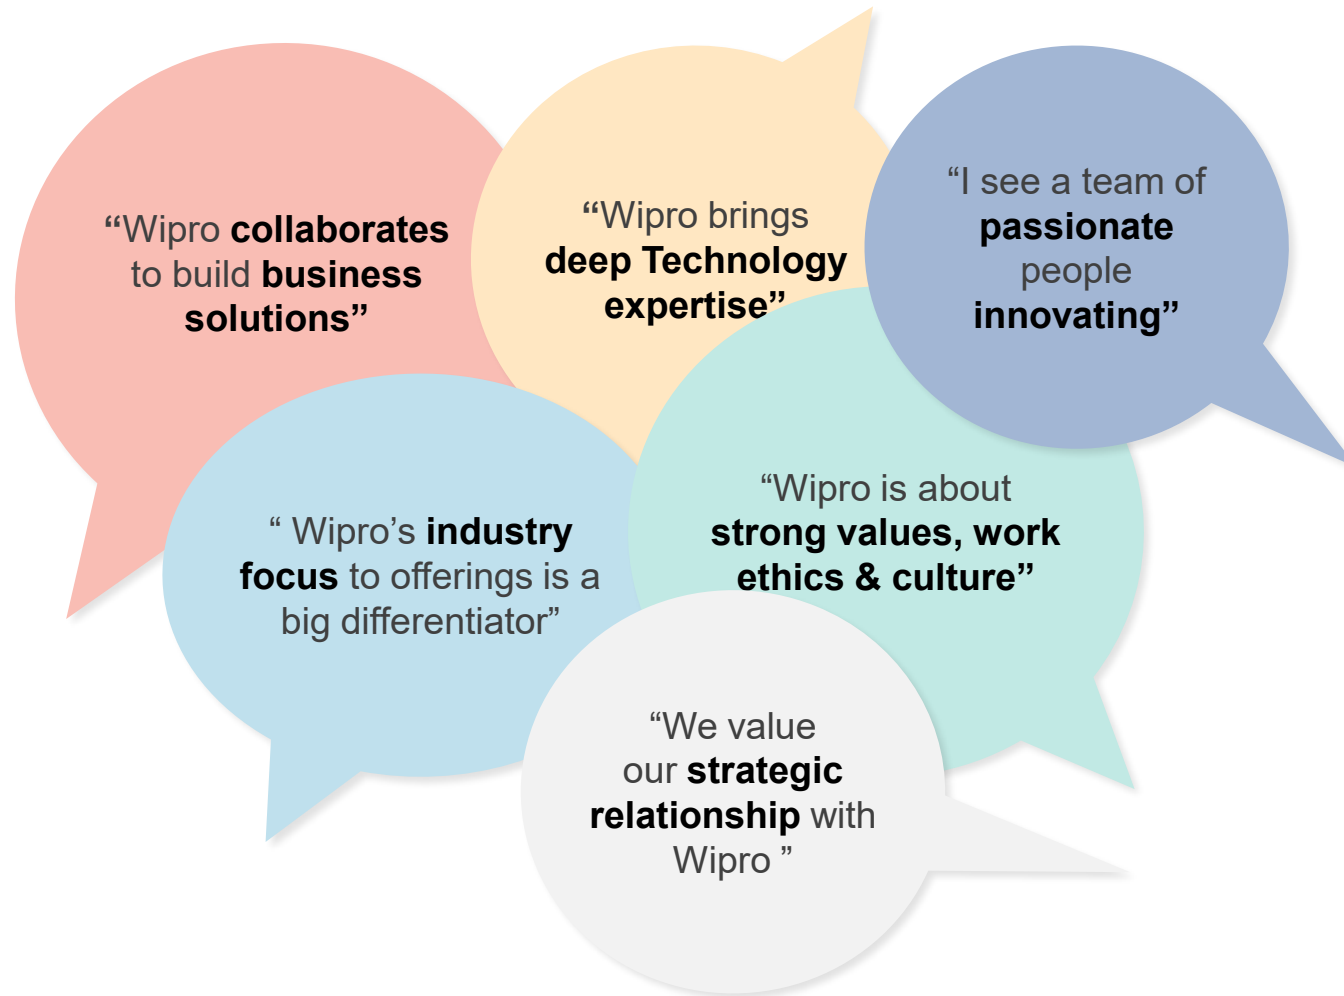 “Wipro collaborates
to build business
solutions”
“Wipro brings
deep Technology
expertise”
“I see a team of
passionate
people
innovating”
“ Wipro’s industry
focus to offerings is a
big differentiator”
“Wipro is about
strong values, work
ethics & culture”
“We value
our strategic
relationship with
Wipro ”